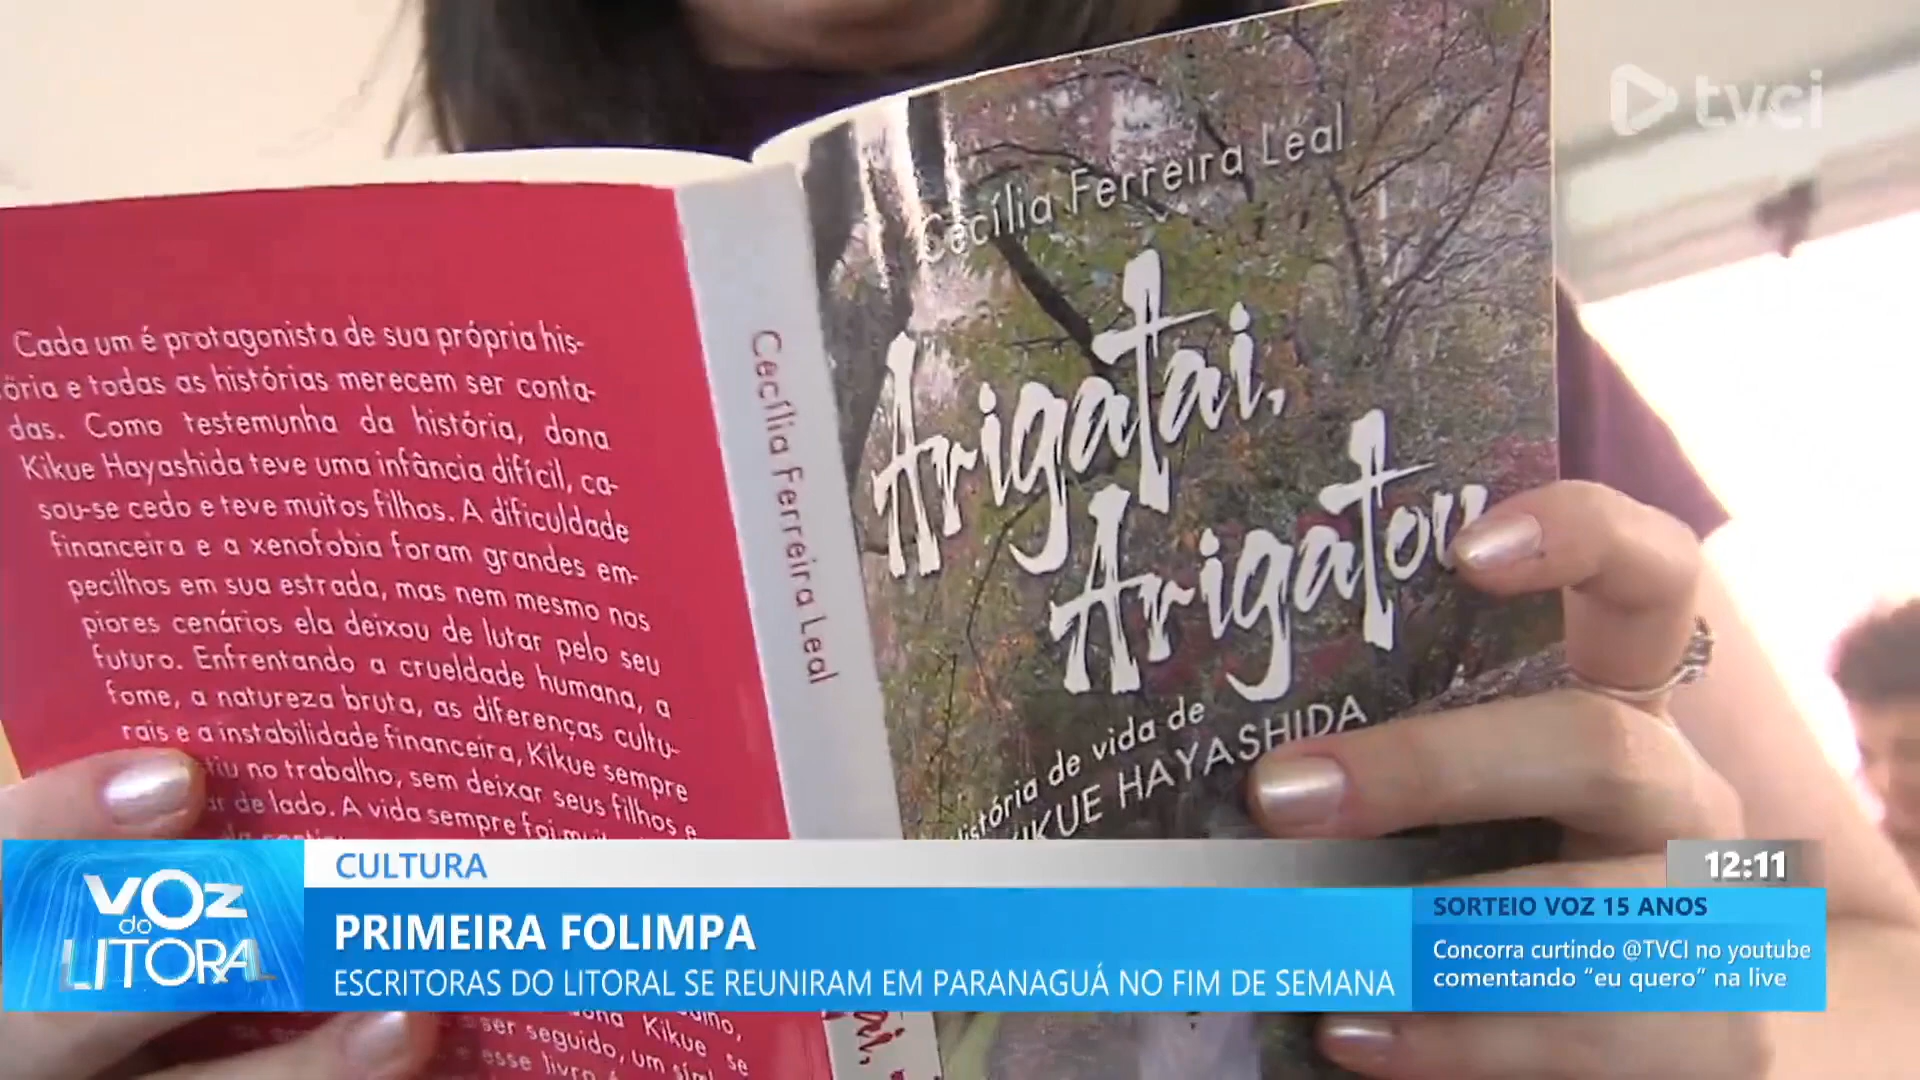 tvci
Cecília Ferreira Leal
Arigatai,
Arigatou
história de vida de
KIKUE HAYASHIDA
Cecília Ferreira Leal
Cada um é protagonista de sua própria his-
tória e todas as histórias merecem ser conta-
das. Como testemunha da história, dona
Kikue Hayashida teve uma infância difícil, ca-
sou-se cedo e teve muitos filhos. A dificuldade
financeira e a xenofobia foram grandes em-
pecilhos em sua estrada, mas nem mesmo nos
piores cenários ela deixou de lutar pelo seu
futuro. Enfrentando a crueldade humana, a
fome, a natureza bruta, as diferenças cultu-
rais e a instabilidade financeira, Kikue sempre
no trabalho, sem deixar seus filhos e
de lado. A vida sempre foi
CULTURA
12:11
VOZ
do
LITORAL
PRIMEIRA FOLIMPA
ESCRITORAS DO LITORAL SE REUNIRAM EM PARANAGUÁ NO FIM DE SEMANA
SORTEIO VOZ 15 ANOS
Concorra curtindo @TVCI no youtube
comentando “eu quero” na live
dona Kikue se
ser seguido, um
esse livro